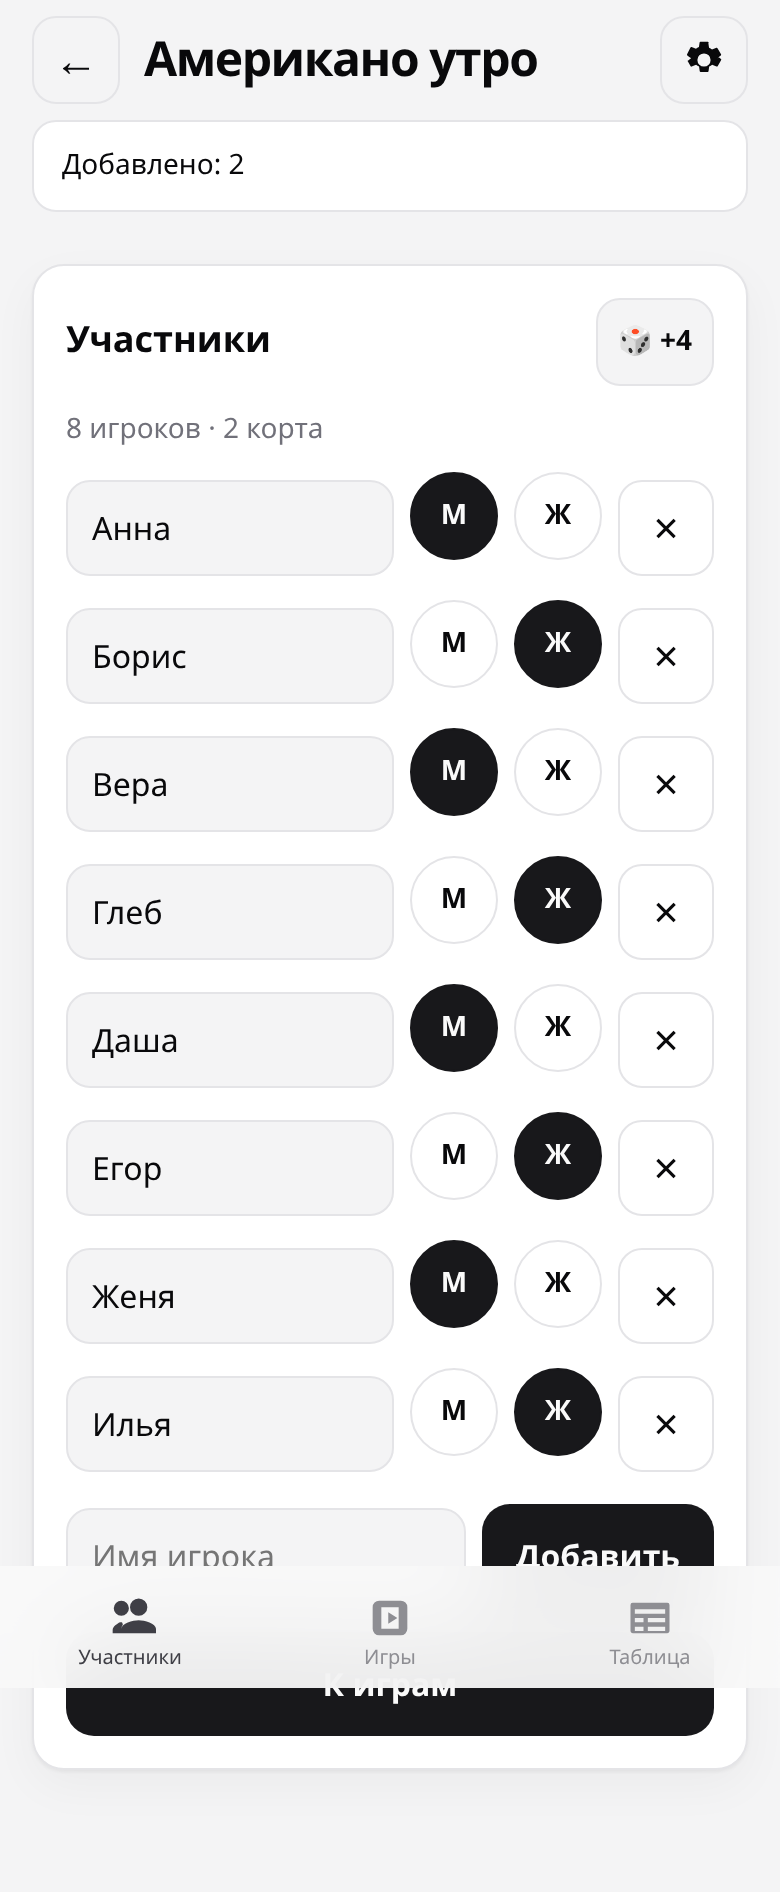 ← Американо утро
Добавлено: 2
Участники
+4
8 игроков · 2 корта
Анна М Ж ×
Борис М Ж ×
Вера М Ж ×
Глеб М Ж ×
Даша М Ж ×
Егор М Ж ×
Женя М Ж ×
Илья М Ж ×
Имя игрока Добавить
Участники Игры Таблица
К играм